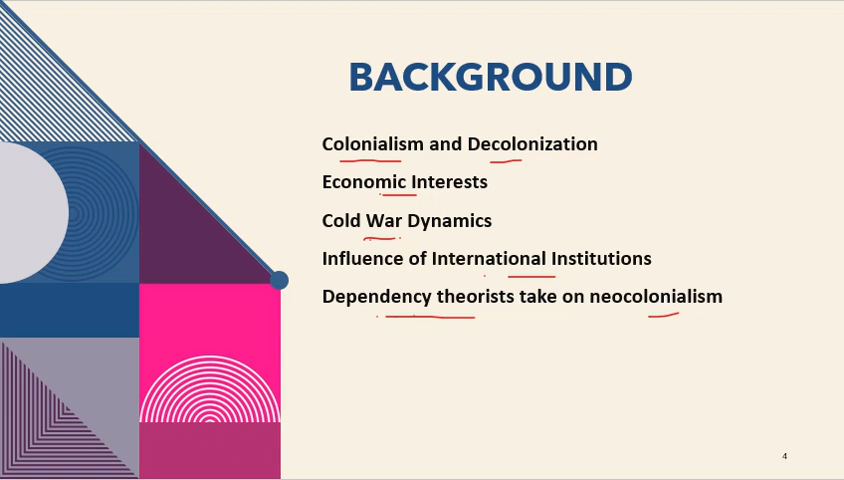 BACKGROUND
Colonialism and Decolonization
Economic Interests
Cold War Dynamics
Influence of International Institutions
Dependency theorists take on neocolonialism
4